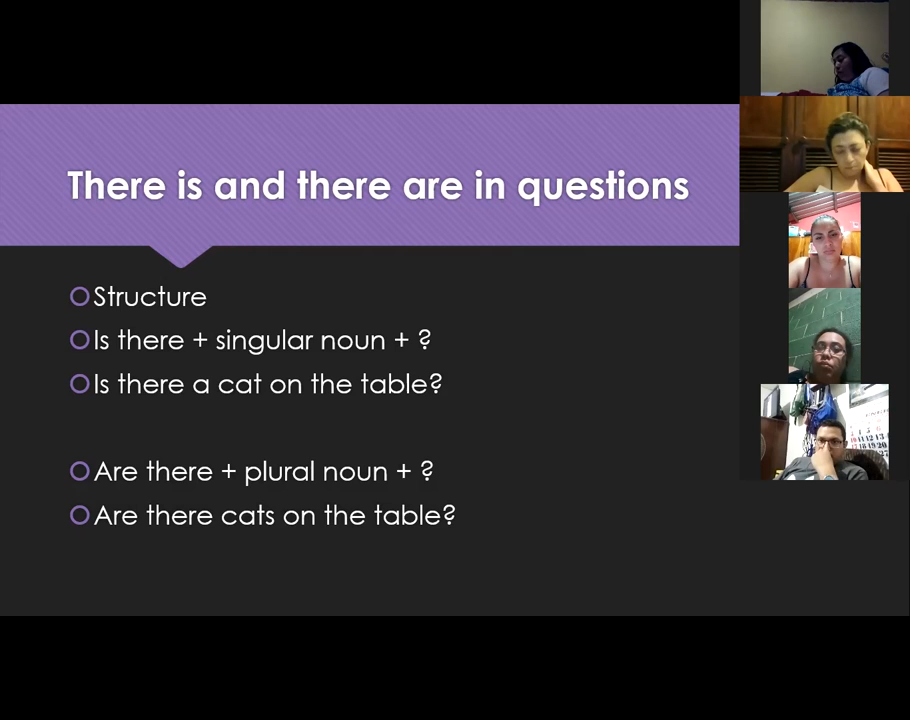 There is and there are in questions
Structure
Is there + singular noun + ?
Is there a cat on the table?
Are there + plural noun + ?
Are there cats on the table?